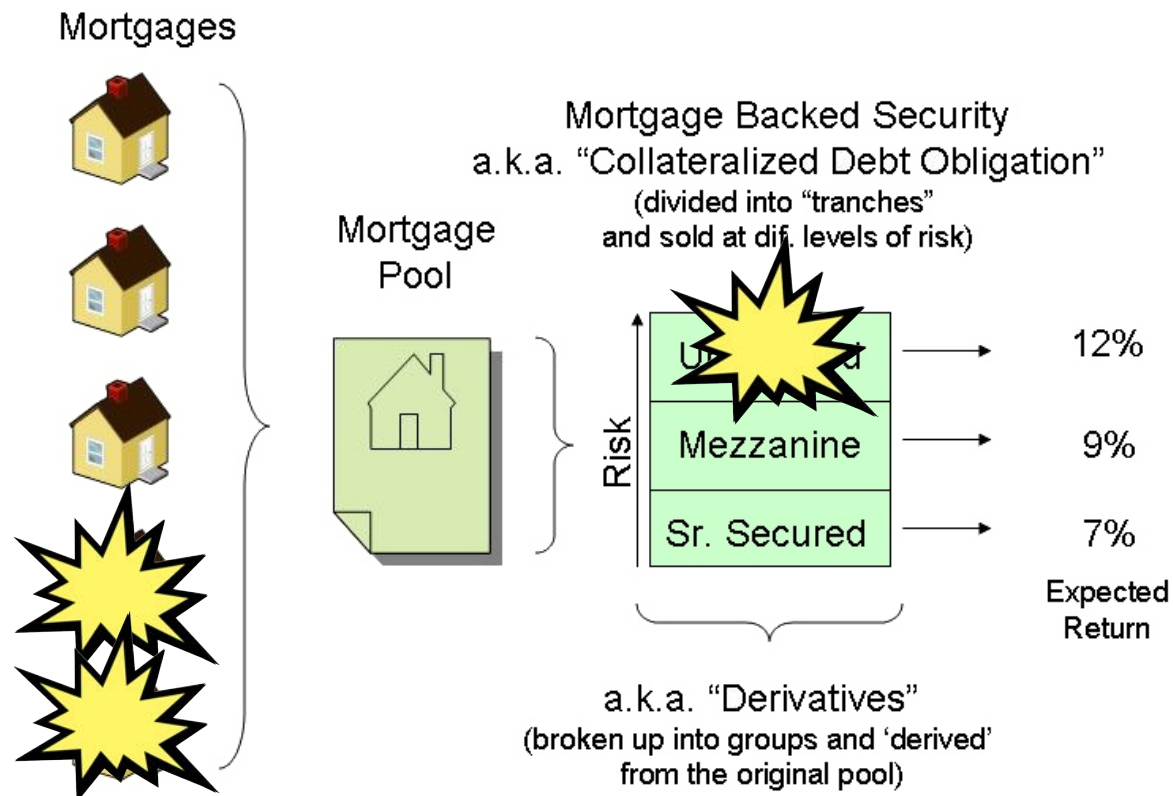 Mortgages
Mortgage Backed Security
a.k.a. “Collateralized Debt Obligation”
(divided into “tranches”
and sold at dif. levels of risk)
Mortgage
Pool
Risk
12%
Mezzanine
9%
Sr. Secured
7%
Expected
Return
a.k.a. “Derivatives”
(broken up into groups and ‘derived’
from the original pool)